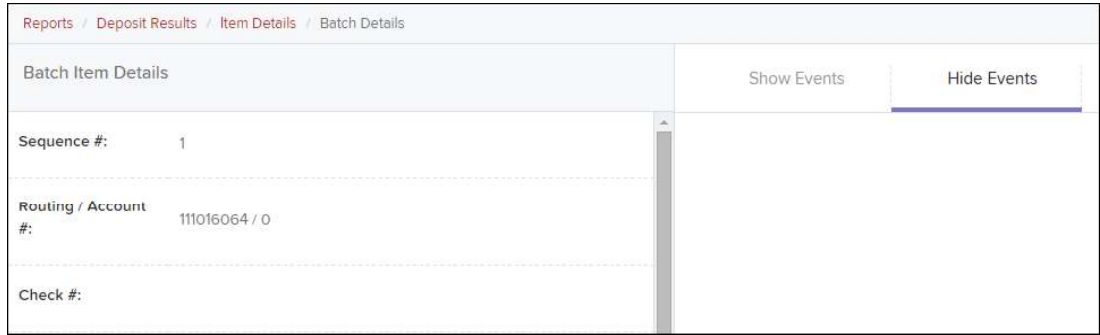 Reports / Deposit Results / Item Details / Batch Details
Batch Item Details
Show Events
Hide Events
Sequence #: 1
Routing / Account
#:
111016064 / 0
Check #: